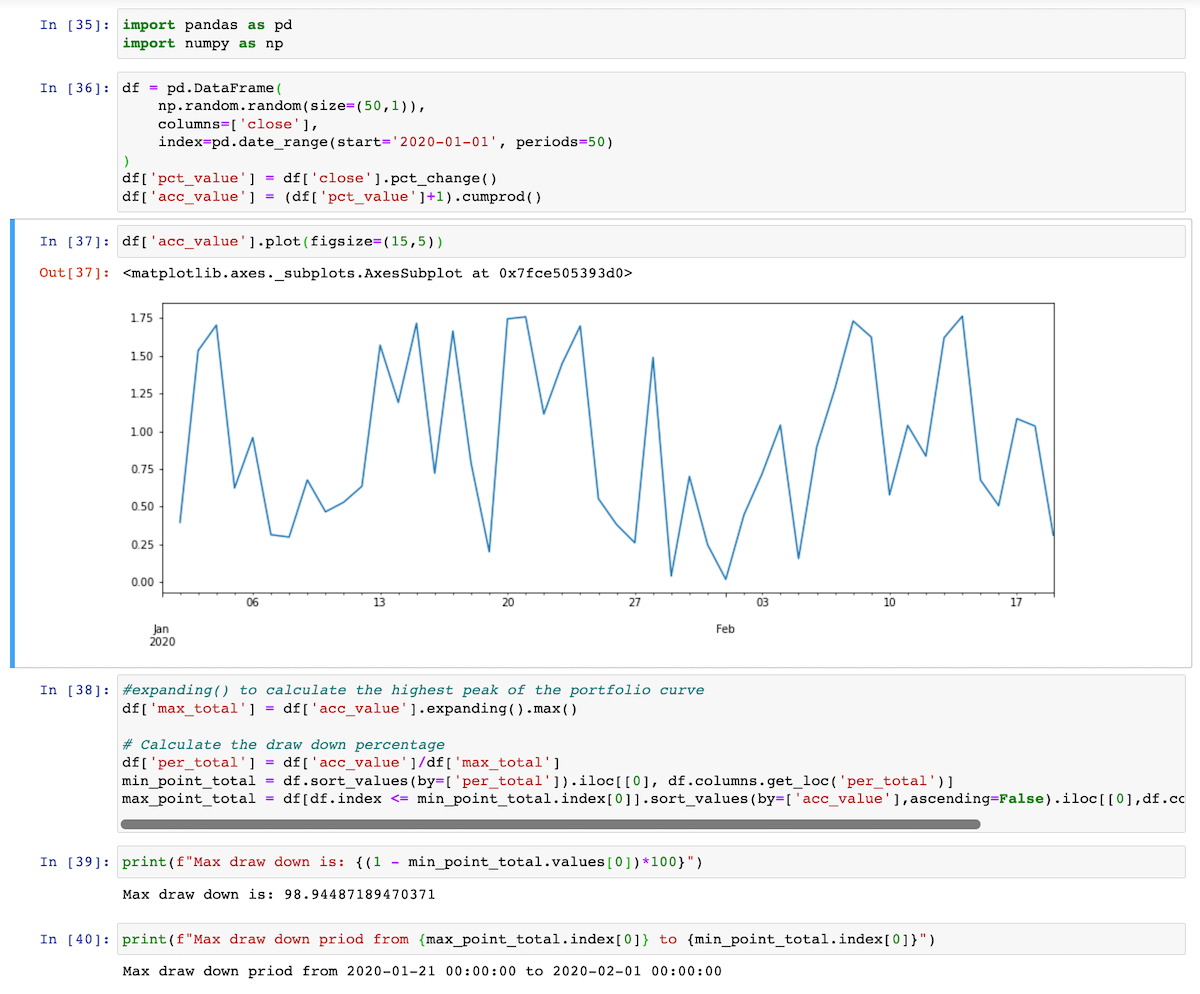 In [35]: import pandas as pd
import numpy as np
In [36]: df = pd.DataFrame(
    np.random.random(size=(50,1)),
    columns=['close'],
    index=pd.date_range(start='2020-01-01', periods=50)
)
df['pct_value'] = df['close'].pct_change()
df['acc_value'] = (df['pct_value']+1).cumprod()
In [37]: df['acc_value'].plot(figsize=(15,5))
Out[37]: <matplotlib.axes._subplots.AxesSubplot at 0x7fce505393d0>
1.75
1.50
1.25
1.00
0.75
0.50
0.25
0.00
06 13 20 27 03 10 17
Jan Feb
2020
In [38]: #expanding() to calculate the highest peak of the portfolio curve
df['max_total'] = df['acc_value'].expanding().max()
# Calculate the draw down percentage
df['per_total'] = df['acc_value']/df['max_total']
min_point_total = df.sort_values(by=['per_total']).iloc[[0], df.columns.get_loc('per_total')]
max_point_total = df[df.index <= min_point_total.index[0]].sort_values(by=['acc_value'],ascending=False).iloc[[0],df.cc
In [39]: print(f"Max draw down is: {(1 - min_point_total.values[0])*100}")
Max draw down is: 98.94487189470371
In [40]: print(f"Max draw down priod from {max_point_total.index[0]} to {min_point_total.index[0]}")
Max draw down priod from 2020-01-21 00:00:00 to 2020-02-01 00:00:00